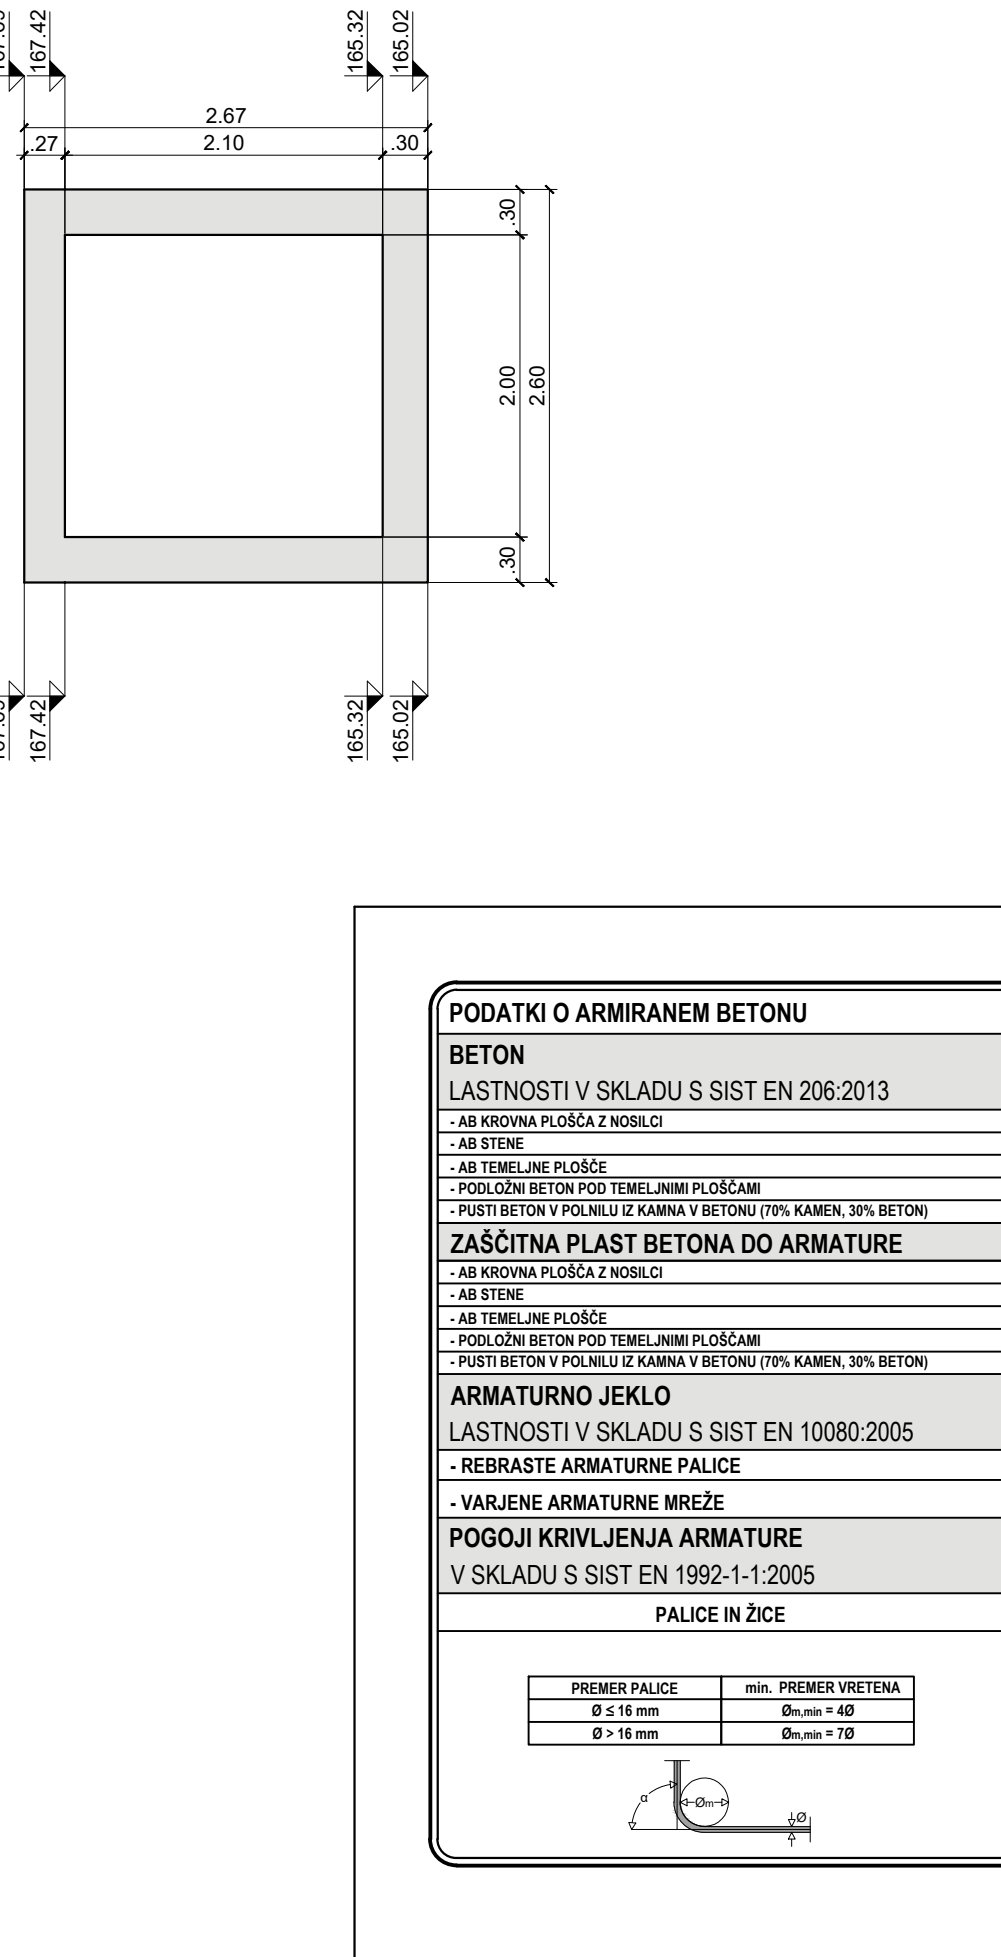 167.42
165.32
165.02
2.67
.27
2.10
.30
.30
2.00
2.60
.30
167.42
165.32
165.02
PODATKI O ARMIRANEM BETONU
BETON
LASTNOSTI V SKLADU S SIST EN 206:2013
- AB KROVNA PLOŠČA Z NOSILCI
- AB STENE
- AB TEMELJNE PLOŠČE
- PODLOŽNI BETON POD TEMELJNIMI PLOŠČAMI
- PUSTI BETON V POLNILU IZ KAMNA V BETONU (70% KAMEN, 30% BETON)
ZAŠČITNA PLAST BETONA DO ARMATURE
- AB KROVNA PLOŠČA Z NOSILCI
- AB STENE
- AB TEMELJNE PLOŠČE
- PODLOŽNI BETON POD TEMELJNIMI PLOŠČAMI
- PUSTI BETON V POLNILU IZ KAMNA V BETONU (70% KAMEN, 30% BETON)
ARMATURNO JEKLO
LASTNOSTI V SKLADU S SIST EN 10080:2005
- REBRASTE ARMATURNE PALICE
- VARJENE ARMATURNE MREŽE
POGOJI KRIVLJENJA ARMATURE
V SKLADU S SIST EN 1992-1-1:2005
PALICE IN ŽICE
PREMER PALICE min. PREMER VRETENA
Ø ≤ 16 mm Øm,min = 4Ø
Ø > 16 mm Øm,min = 7Ø
α Øm Ø